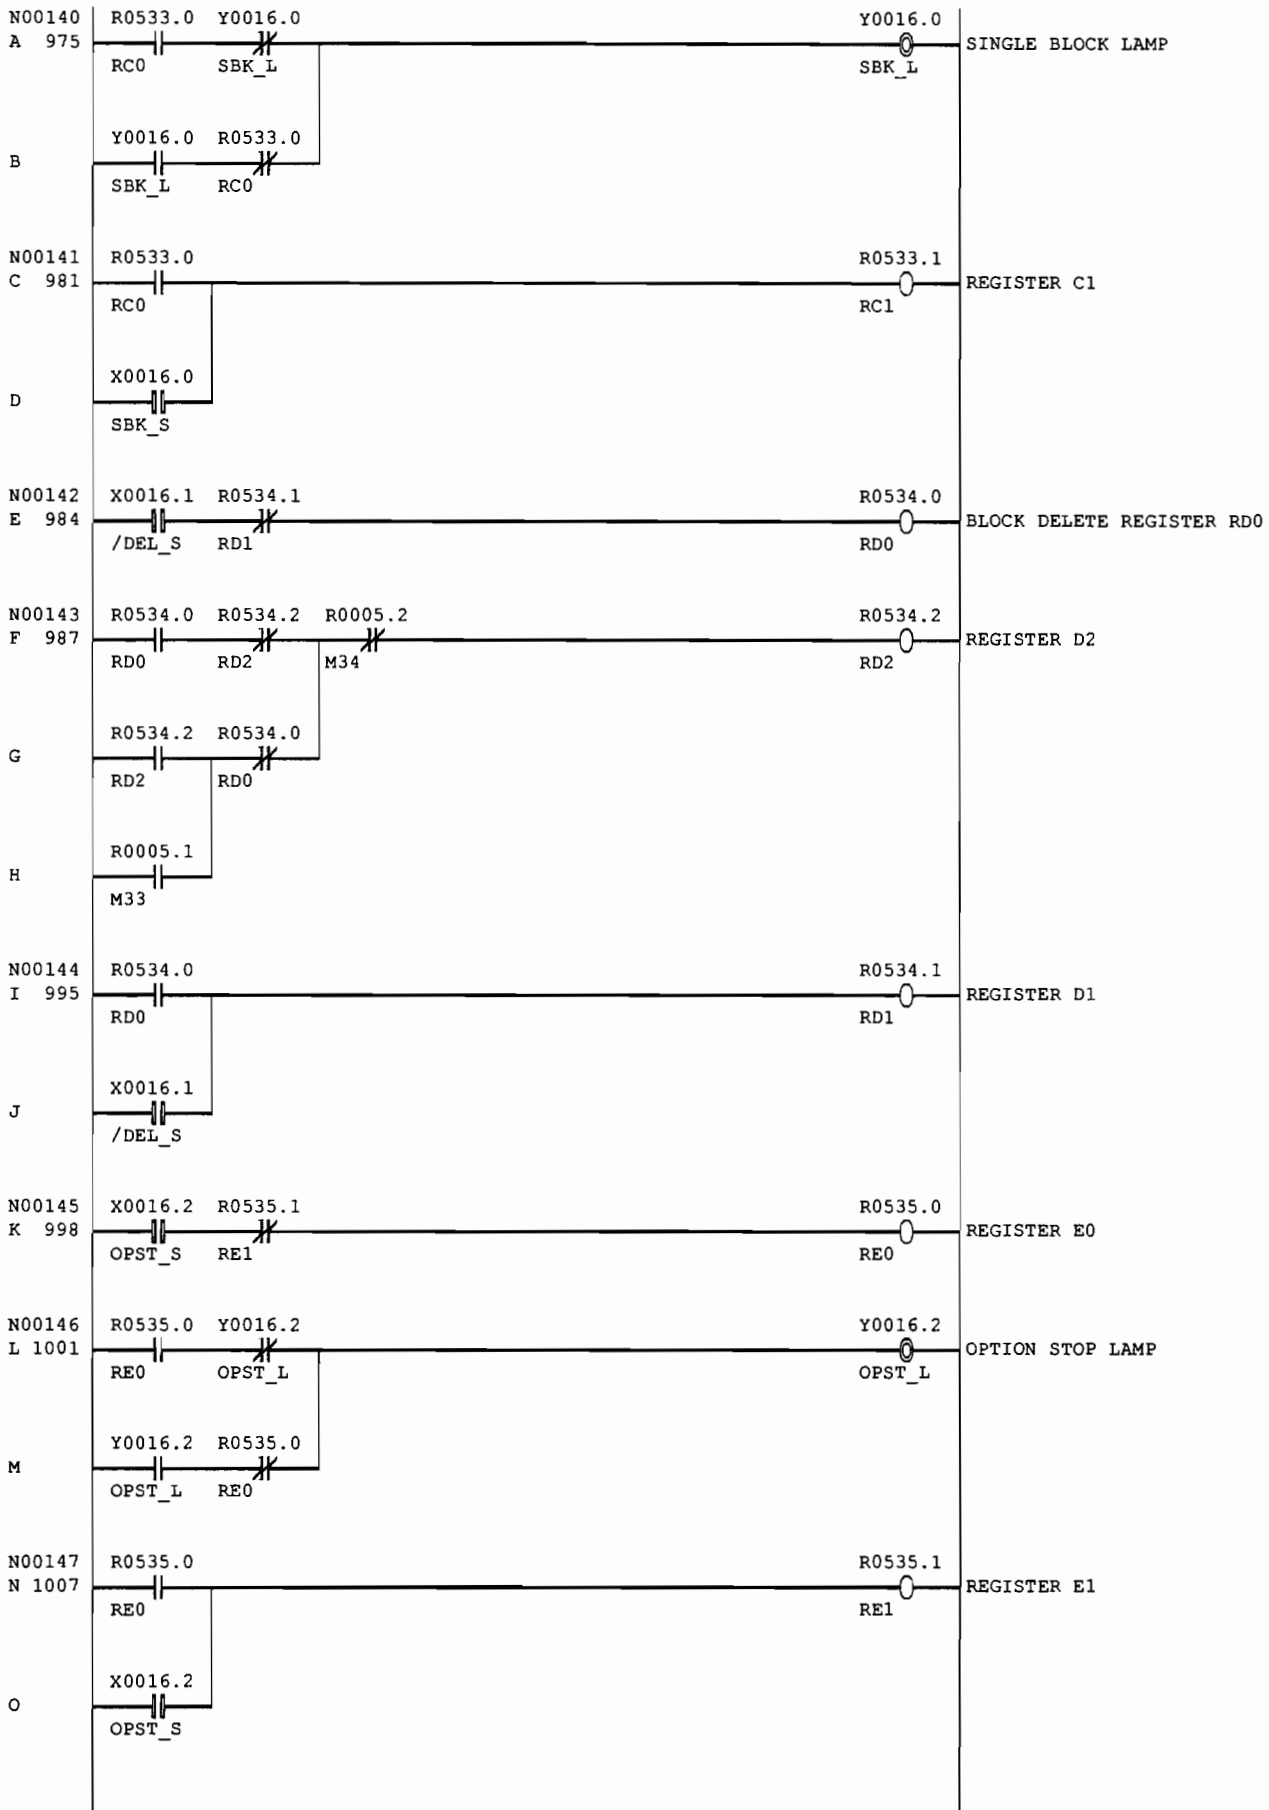 N00140 R0533.0 Y0016.0 Y0016.0
A 975 SINGLE BLOCK LAMP
RC0 SBK_L SBK_L
Y0016.0 R0533.0
B
SBK_L RC0
N00141 R0533.0 R0533.1
C 981 REGISTER C1
RC0 RC1
X0016.0
D
SBK_S
N00142 X0016.1 R0534.1 R0534.0
E 984 BLOCK DELETE REGISTER RD0
/DEL_S RD1 RD0
N00143 R0534.0 R0534.2 R0005.2 R0534.2
F 987 REGISTER D2
RD0 RD2 M34 RD2
R0534.2 R0534.0
G
RD2 RD0
R0005.1
H
M33
N00144 R0534.0 R0534.1
I 995 REGISTER D1
RD0 RD1
X0016.1
J
/DEL_S
N00145 X0016.2 R0535.1 R0535.0
K 998 REGISTER E0
OPST_S RE1 RE0
N00146 R0535.0 Y0016.2 Y0016.2
L 1001 OPTION STOP LAMP
RE0 OPST_L OPST_L
Y0016.2 R0535.0
M
OPST_L RE0
N00147 R0535.0 R0535.1
N 1007 REGISTER E1
RE0 RE1
X0016.2
O
OPST_S